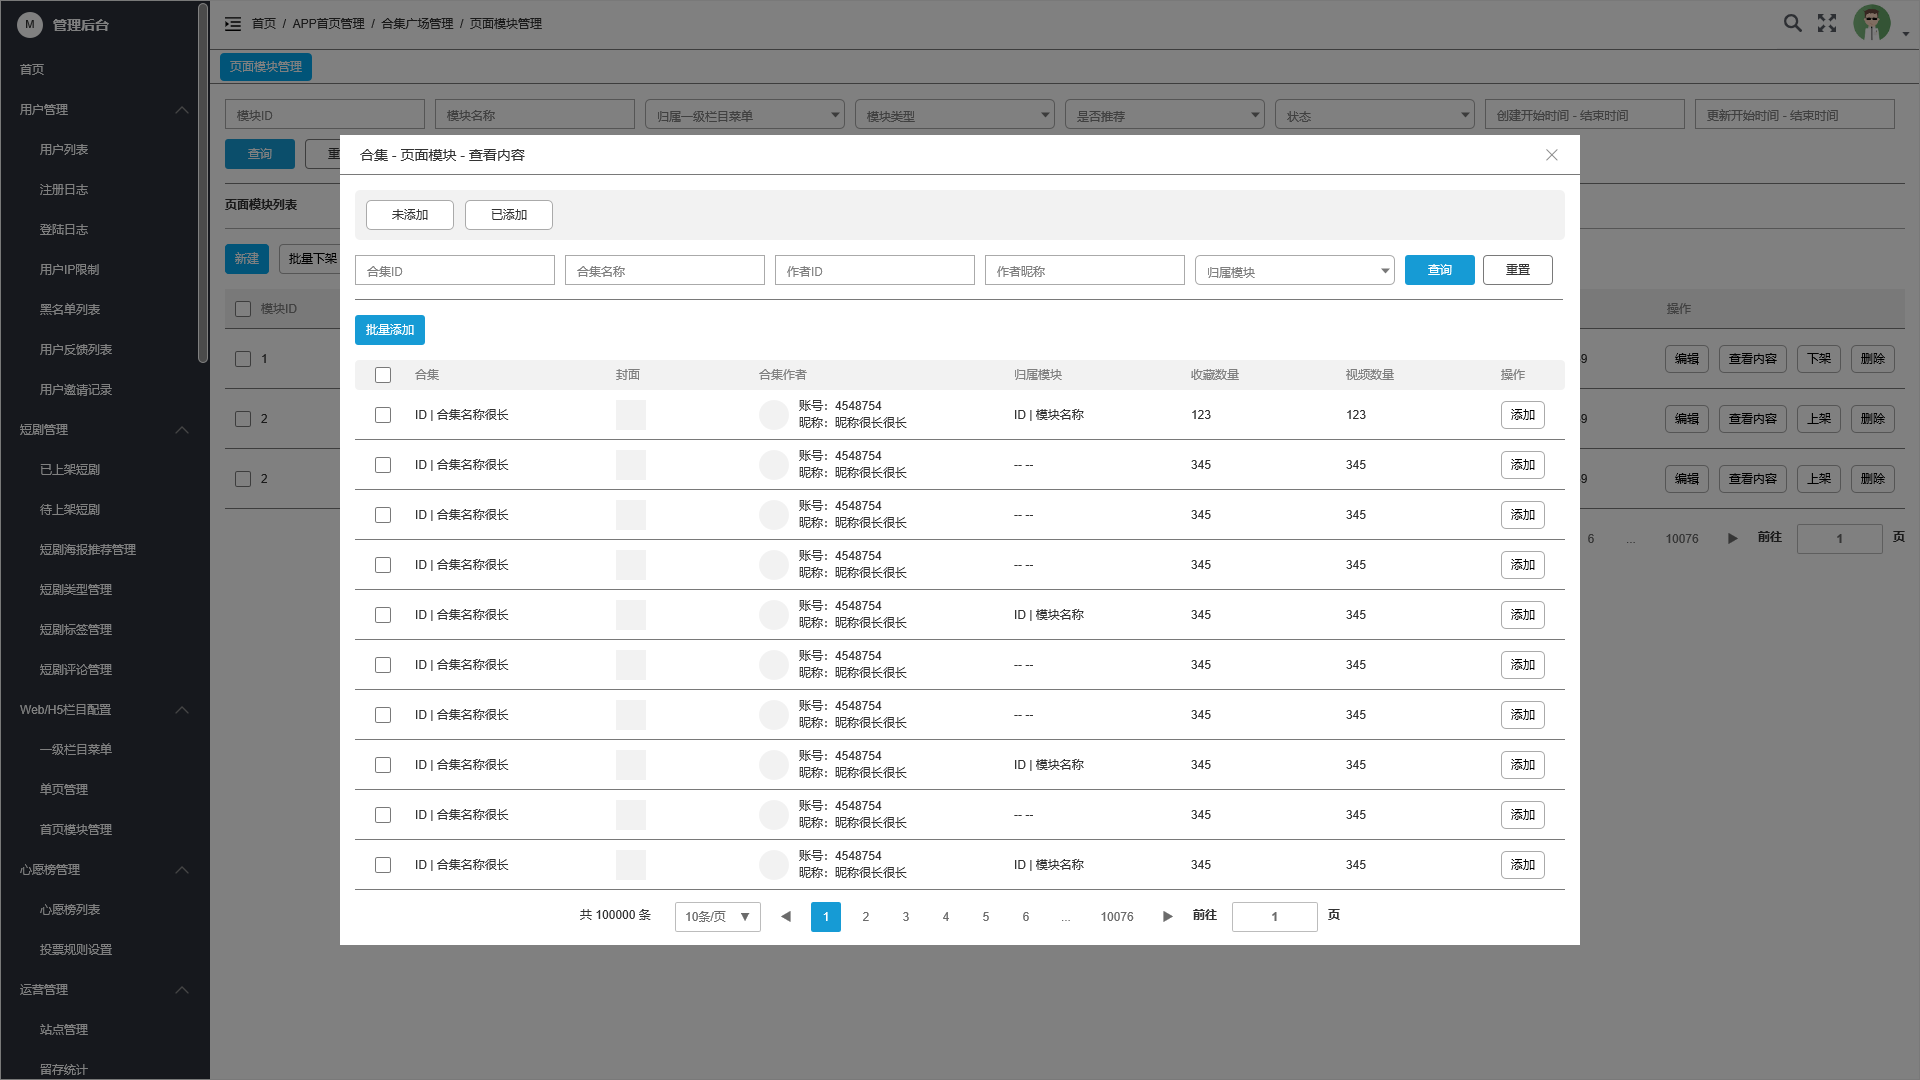 M 管理后台
首页 / APP首页管理 / 合集广场管理 / 页面模块管理
首页
用户管理
用户列表
注册日志
登陆日志
用户IP限制
黑名单列表
用户反馈列表
用户邀请记录
短剧管理
已上架短剧
待上架短剧
短剧海报推荐管理
短剧类型管理
短剧标签管理
短剧评论管理
Web/H5栏目配置
一级栏目菜单
单页管理
首页模块管理
心愿榜管理
心愿榜列表
投票规则设置
运营管理
站点管理
留存统计
页面模块管理
模块ID 模块名称 归属一级栏目菜单 模块类型 是否推荐 状态 创建开始时间 - 结束时间 更新开始时间 - 结束时间
查询 重
页面模块列表
新建 批量下架
模块ID 操作
1 9 编辑 查看内容 下架 删除
2 9 编辑 查看内容 上架 删除
2 9 编辑 查看内容 上架 删除
6 ... 10076 ▶ 前往 1 页
合集 - 页面模块 - 查看内容
未添加 已添加
合集ID 合集名称 作者ID 作者昵称 归属模块 查询 重置
批量添加
合集 封面 合集作者 归属模块 收藏数量 视频数量 操作
ID | 合集名称很长 账号：4548754 ID | 模块名称 123 123 添加
昵称：昵称很长很长
ID | 合集名称很长 账号：4548754 -- -- 345 345 添加
昵称：昵称很长很长
ID | 合集名称很长 账号：4548754 -- -- 345 345 添加
昵称：昵称很长很长
ID | 合集名称很长 账号：4548754 -- -- 345 345 添加
昵称：昵称很长很长
ID | 合集名称很长 账号：4548754 ID | 模块名称 345 345 添加
昵称：昵称很长很长
ID | 合集名称很长 账号：4548754 -- -- 345 345 添加
昵称：昵称很长很长
ID | 合集名称很长 账号：4548754 -- -- 345 345 添加
昵称：昵称很长很长
ID | 合集名称很长 账号：4548754 ID | 模块名称 345 345 添加
昵称：昵称很长很长
ID | 合集名称很长 账号：4548754 -- -- 345 345 添加
昵称：昵称很长很长
ID | 合集名称很长 账号：4548754 ID | 模块名称 345 345 添加
昵称：昵称很长很长
共 100000 条 10条/页 ▼ ◀ 1 2 3 4 5 6 ... 10076 ▶ 前往 1 页